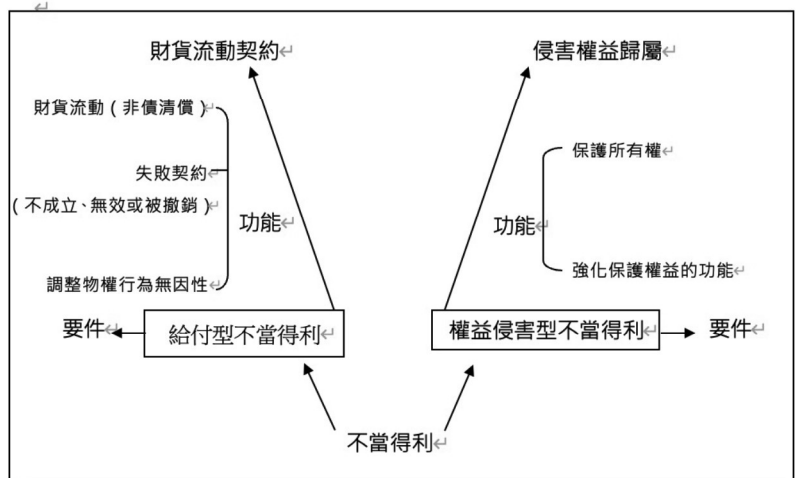 財貨流動契約
侵害權益歸屬
財貨流動（非債清償）
失敗契約
（不成立、無效或被撤銷）
調整物權行為無因性
功能
功能
保護所有權
強化保護權益的功能
要件
給付型不當得利
權益侵害型不當得利
要件
不當得利